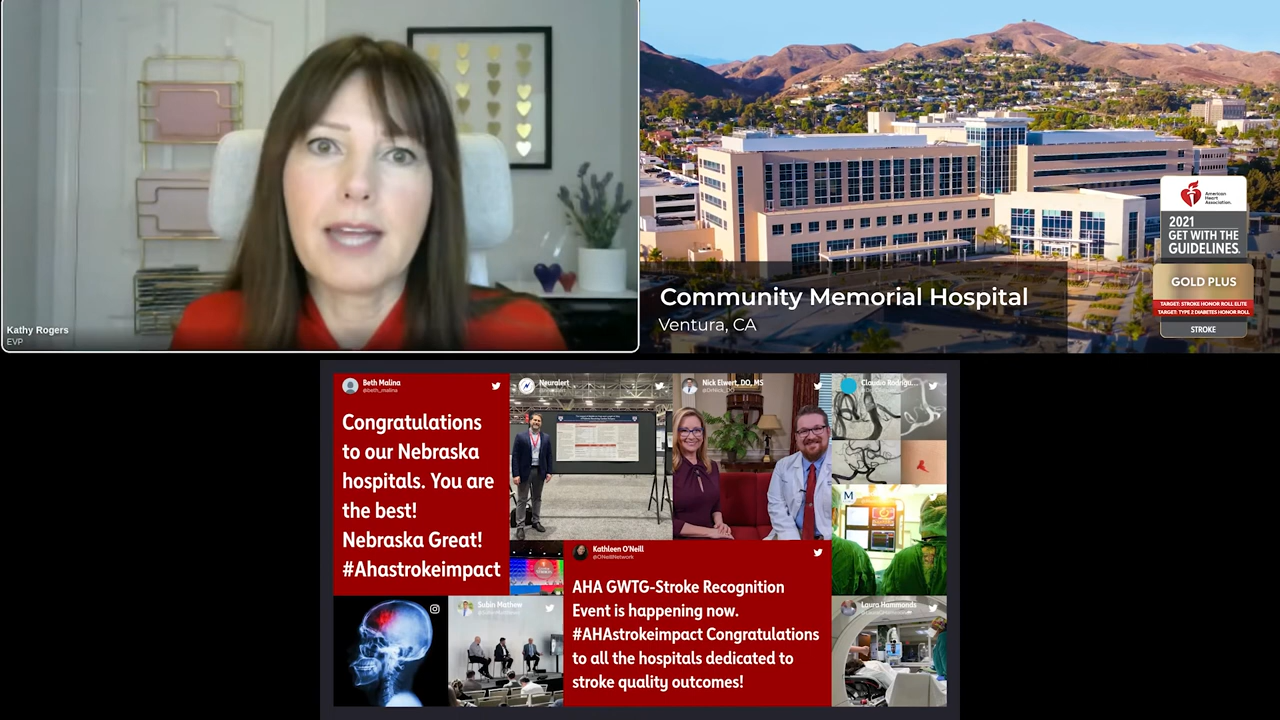 Kathy Rogers
EVP
Community Memorial Hospital
Ventura, CA
American
Heart
Association.
2021
GET WITH THE
GUIDELINES.
GOLD PLUS
TARGET: STROKE HONOR ROLL ELITE
TARGET: TYPE 2 DIABETES HONOR ROLL
STROKE
Beth Malina
@beth_malina
Congratulations
to our Nebraska
hospitals. You are
the best!
Nebraska Great!
#Ahastrokeimpact
Neuralert
Nick Elwert, DO, MS
Claudio Rodrigu...
M
Kathleen O'Neill
@ONeillNetwork
AHA GWTG-Stroke Recognition
Event is happening now.
#AHAstrokeimpact Congratulations
to all the hospitals dedicated to
stroke quality outcomes!
Subin Mathew
Laura Hammonds